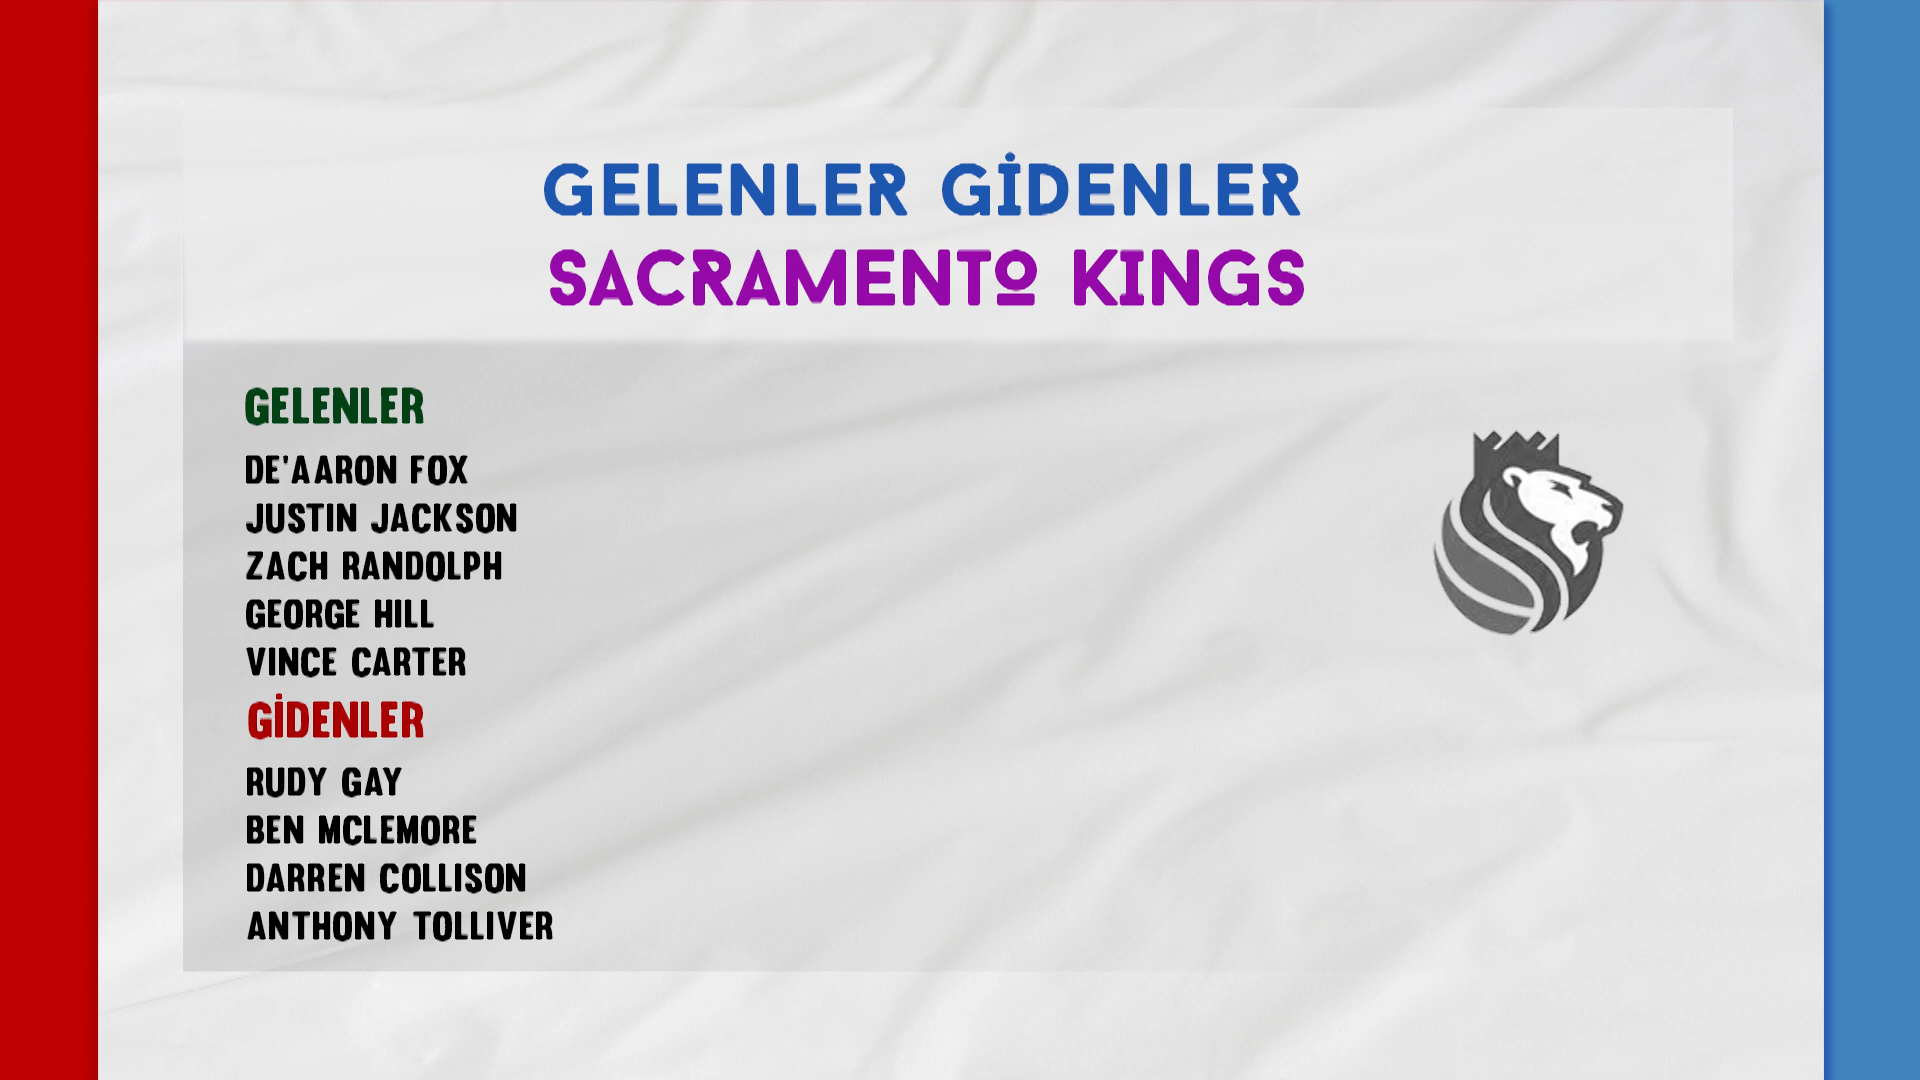 GELENLER GİDENLER
SACRAMENTO KINGS
GELENLER
DE'AARON FOX
JUSTIN JACKSON
ZACH RANDOLPH
GEORGE HILL
VINCE CARTER
GİDENLER
RUDY GAY
BEN MCLEMORE
DARREN COLLISON
ANTHONY TOLLIVER